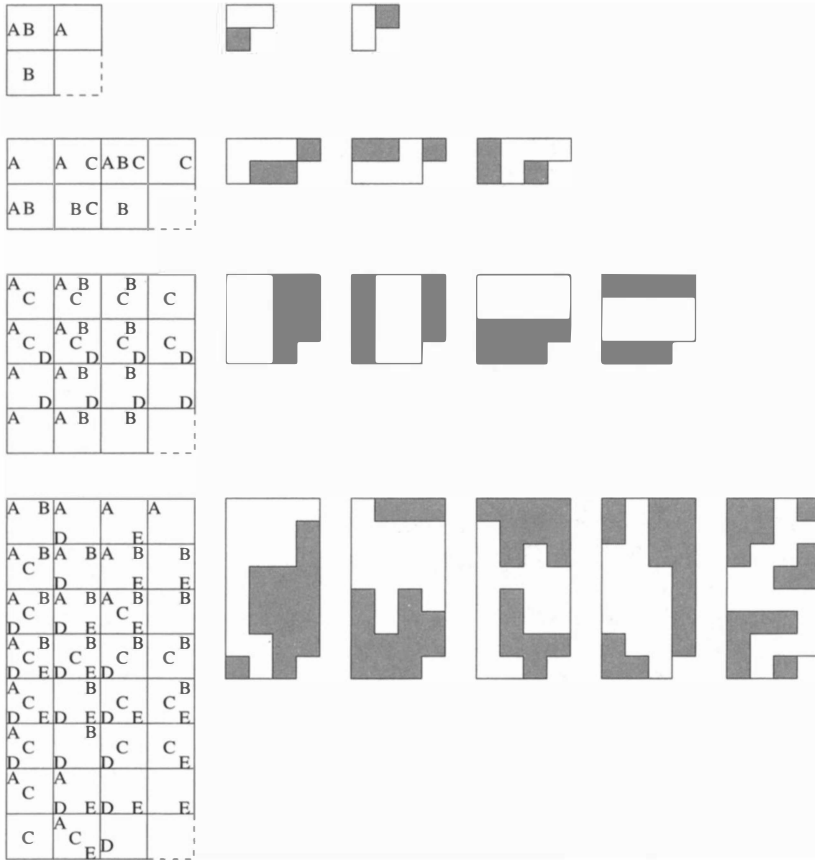 AB A
B
A A C ABC C
AB BC B
A A B B
C C C C
A A B B
C C C C
D D D D
A A B B
D D D D
A A B B
A B A A A
D E
A B A B A B B
C
D E E
A B A B A B B
C C
D D E E
A B B B B
C C C C
D E D E D
A B B
C C C
D E D E D E E
A B
C C C
D D D E
A A
C
D E D E E
A
C C D
E